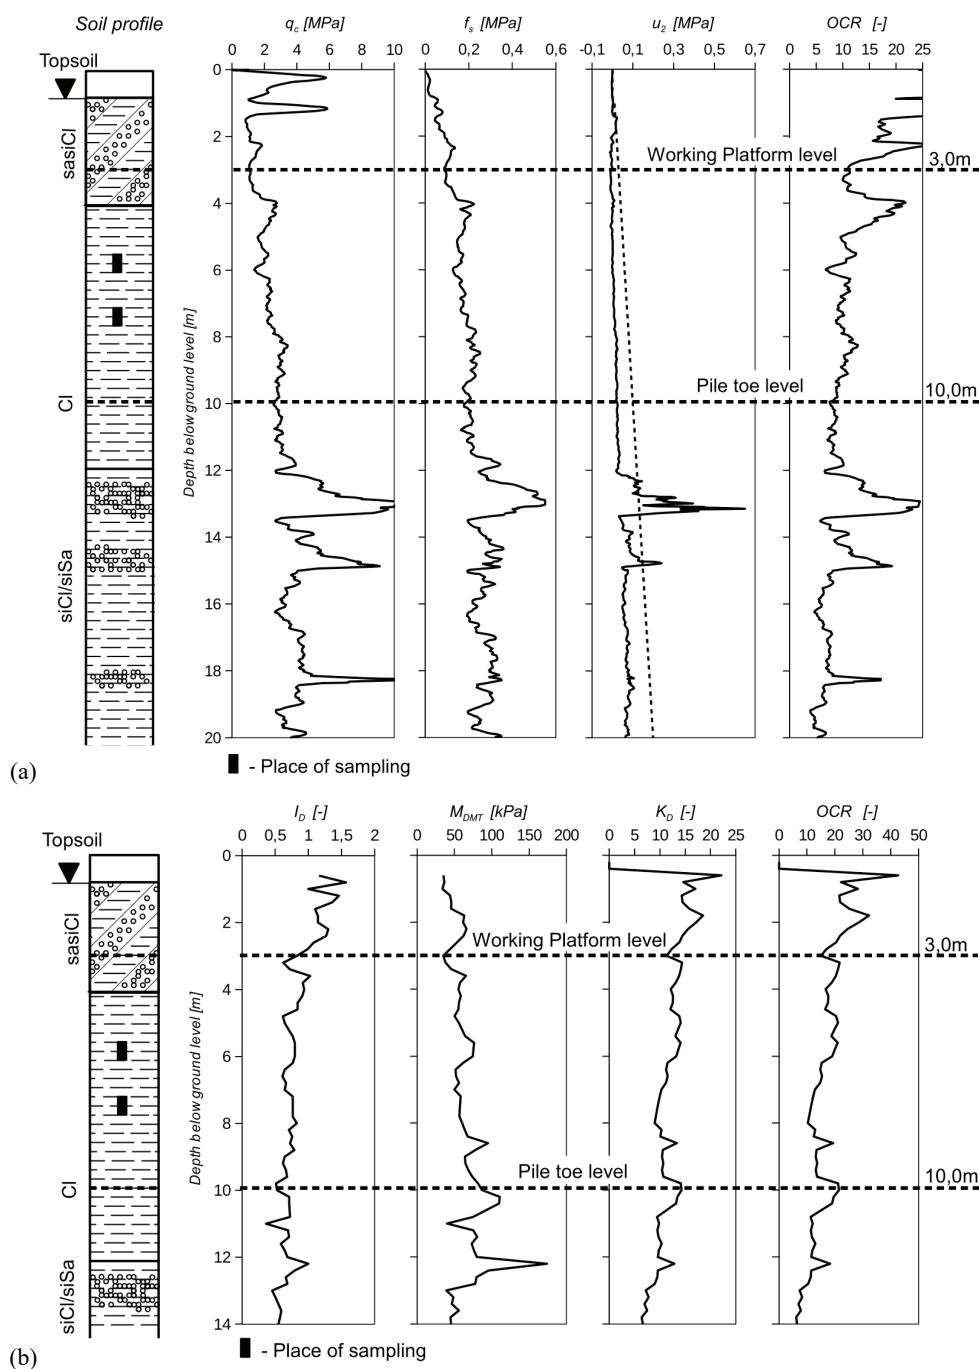 Soil profile
q_c [MPa]
f_s [MPa]
u_2 [MPa]
OCR [-]
Topsoil
0 2 4 6 8 10
0 0,2 0,4 0,6
-0,1 0,1 0,3 0,5 0,7
0 5 10 15 20 25
0
2
4
6
8
10
12
14
16
18
20
Depth below ground level [m]
sasiCl
Cl
siCl/siSa
Working Platform level
3,0m
Pile toe level
10,0m
- Place of sampling
(a)
I_D [-]
M_DMT [kPa]
K_D [-]
OCR [-]
Topsoil
0 0,5 1 1,5 2
0 50 100 150 200
0 5 10 15 20 25
0 10 20 30 40 50
0
2
4
6
8
10
12
14
Depth below ground level [m]
sasiCl
Cl
siCl/siSa
Working Platform level
3,0m
Pile toe level
10,0m
- Place of sampling
(b)